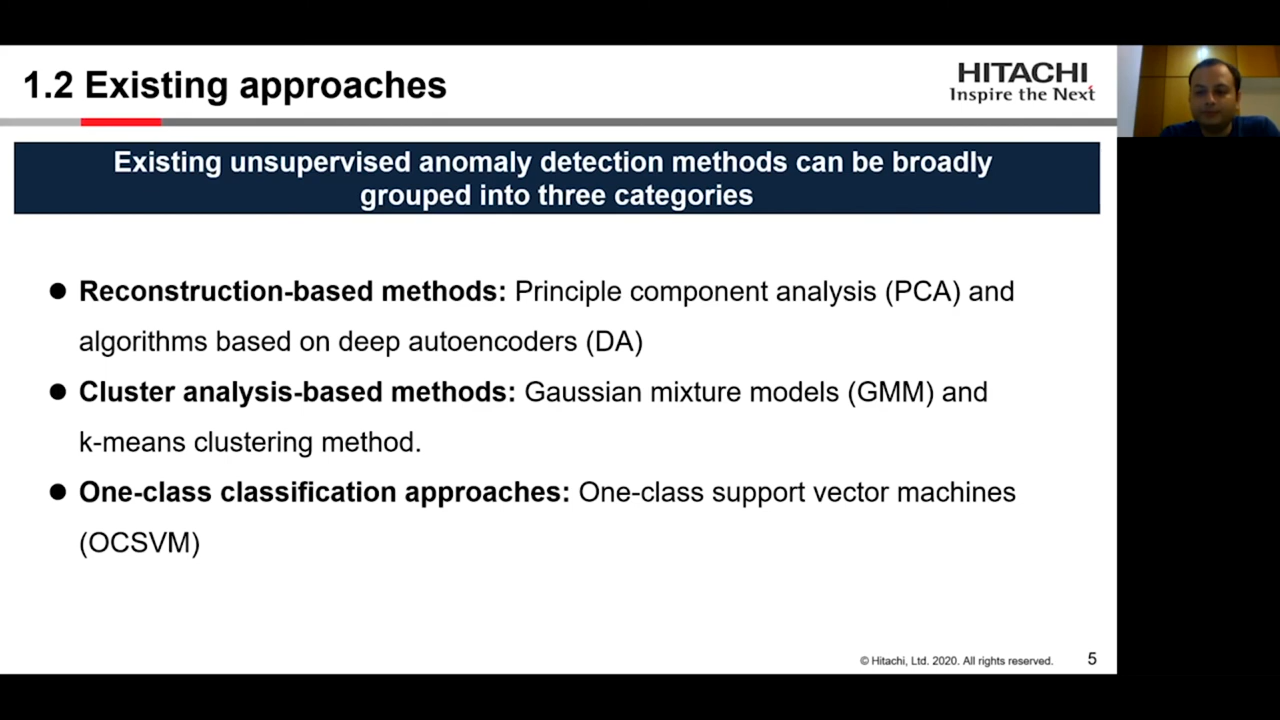 1.2 Existing approaches
HITACHI
Inspire the Next
Existing unsupervised anomaly detection methods can be broadly
grouped into three categories
● Reconstruction-based methods: Principle component analysis (PCA) and
algorithms based on deep autoencoders (DA)
● Cluster analysis-based methods: Gaussian mixture models (GMM) and
k-means clustering method.
● One-class classification approaches: One-class support vector machines
(OCSVM)
© Hitachi, Ltd. 2020. All rights reserved.
5